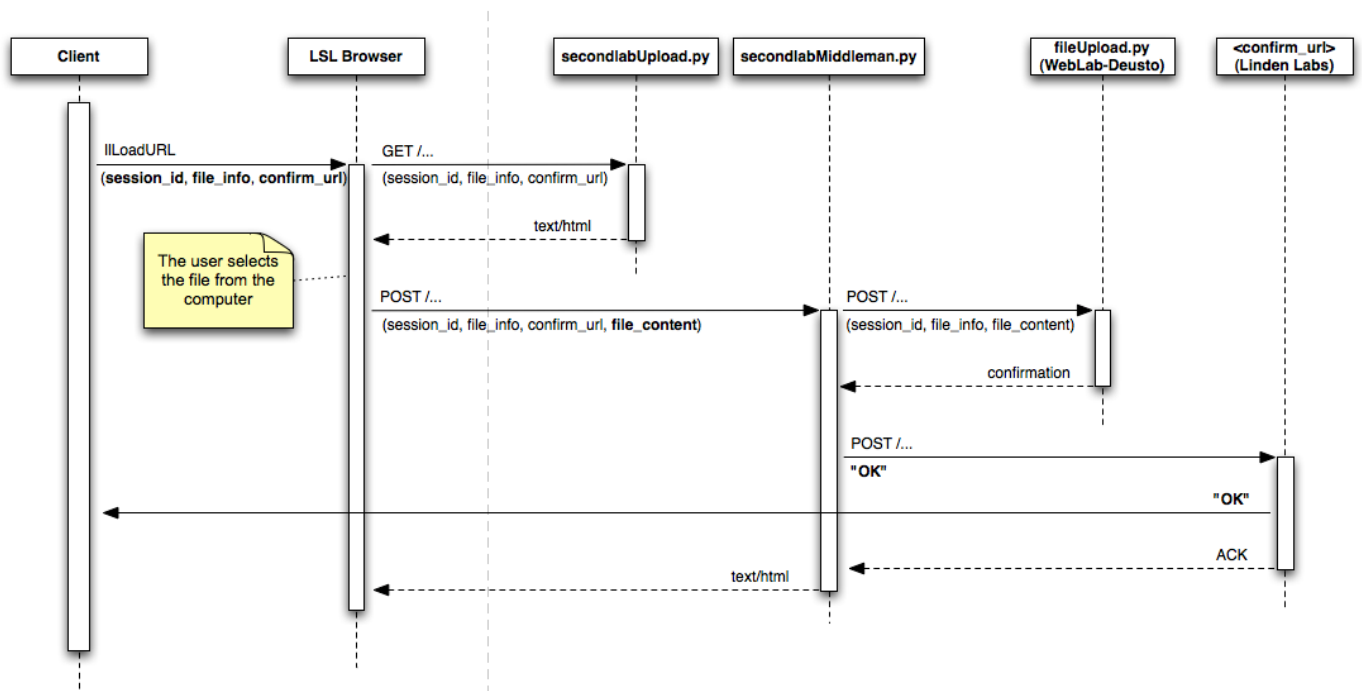 Client
LSL Browser
secondlabUpload.py
secondlabMiddleman.py
fileUpload.py
(WebLab-Deusto)
<confirm_url>
(Linden Labs)
llLoadURL
(session_id, file_info, confirm_url)
GET /...
(session_id, file_info, confirm_url)
text/html
The user selects
the file from the
computer
POST /...
(session_id, file_info, confirm_url, file_content)
POST /...
(session_id, file_info, file_content)
confirmation
POST /...
"OK"
"OK"
ACK
text/html